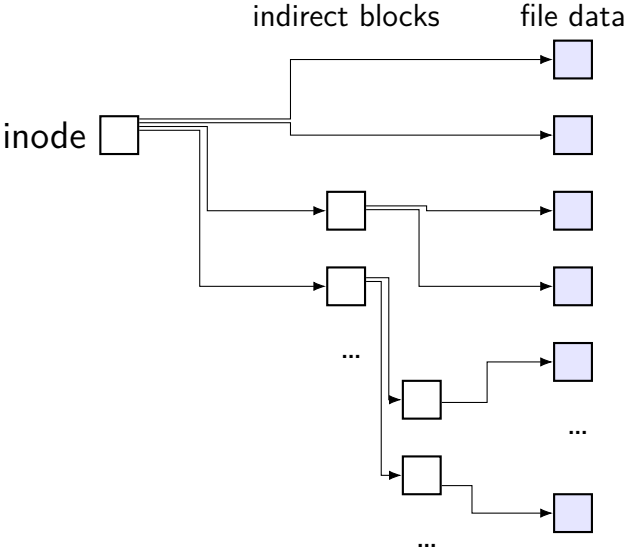 indirect blocks
file data
inode
...
...
...